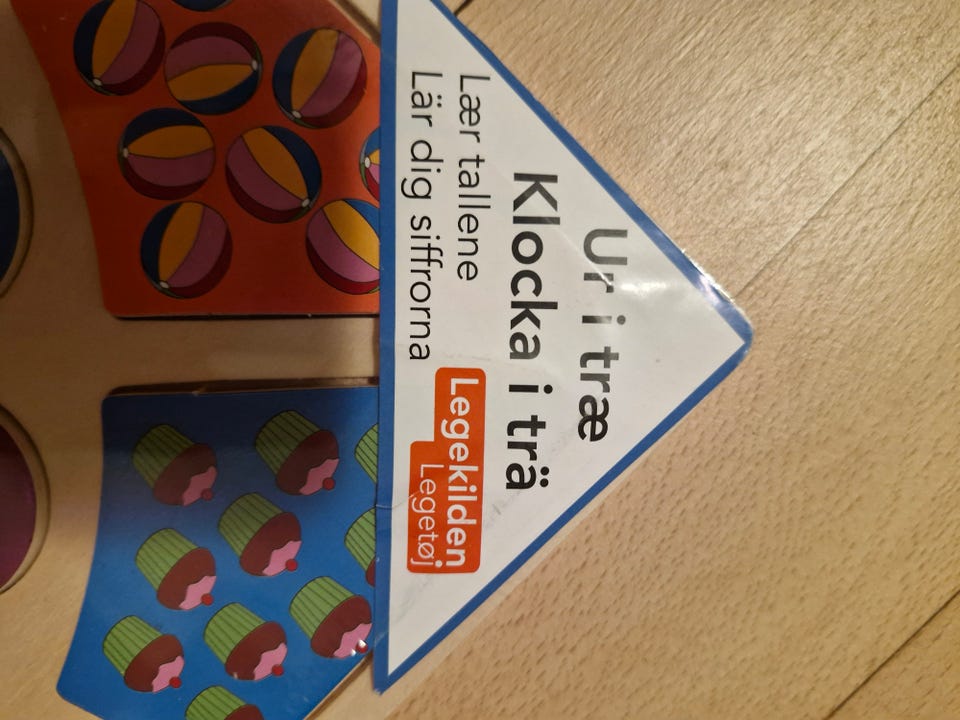 Ur i træ
Klocka i trä
Lær tallene
Lär dig siffrorna
Legekilden
Legetøj